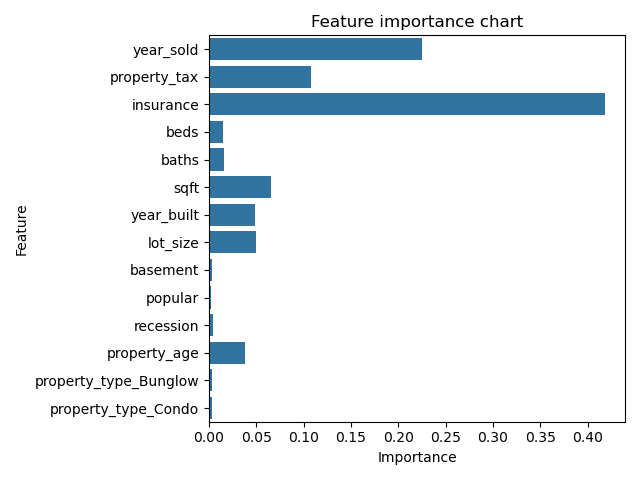 Feature importance chart
year_sold
property_tax
insurance
beds
baths
sqft
year_built
lot_size
basement
popular
recession
property_age
property_type_Bunglow
property_type_Condo
Feature
0.00 0.05 0.10 0.15 0.20 0.25 0.30 0.35 0.40
Importance